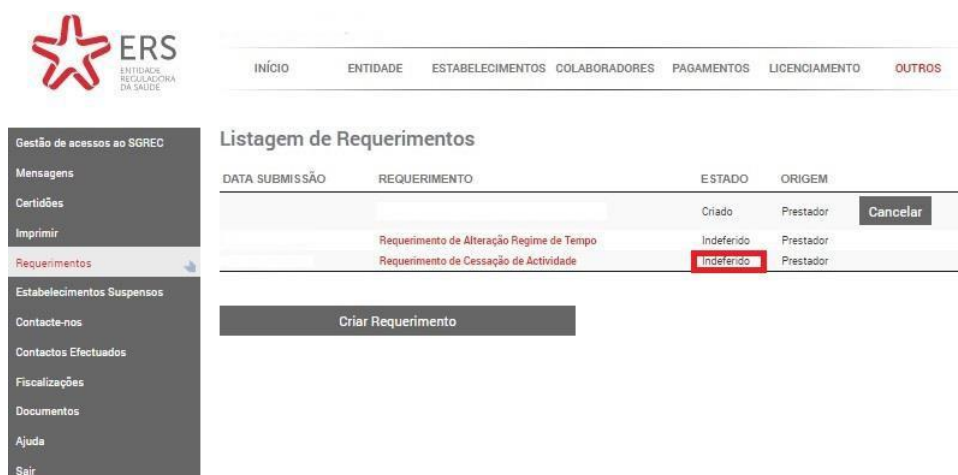 ERS
ENTIDADE
REGULADORA
DA SAÚDE
INÍCIO ENTIDADE ESTABELECIMENTOS COLABORADORES PAGAMENTOS LICENCIAMENTO OUTROS
Gestão de acessos ao SGREC
Mensagens
Certidões
Imprimir
Requerimentos
Estabelecimentos Suspensos
Contacte-nos
Contactos Efectuados
Fiscalizações
Documentos
Ajuda
Sair
Listagem de Requerimentos
DATA SUBMISSÃO REQUERIMENTO ESTADO ORIGEM
Criado Prestador Cancelar
Requerimento de Alteração Regime de Tempo Indeferido Prestador
Requerimento de Cessação de Actividade Indeferido Prestador
Criar Requerimento